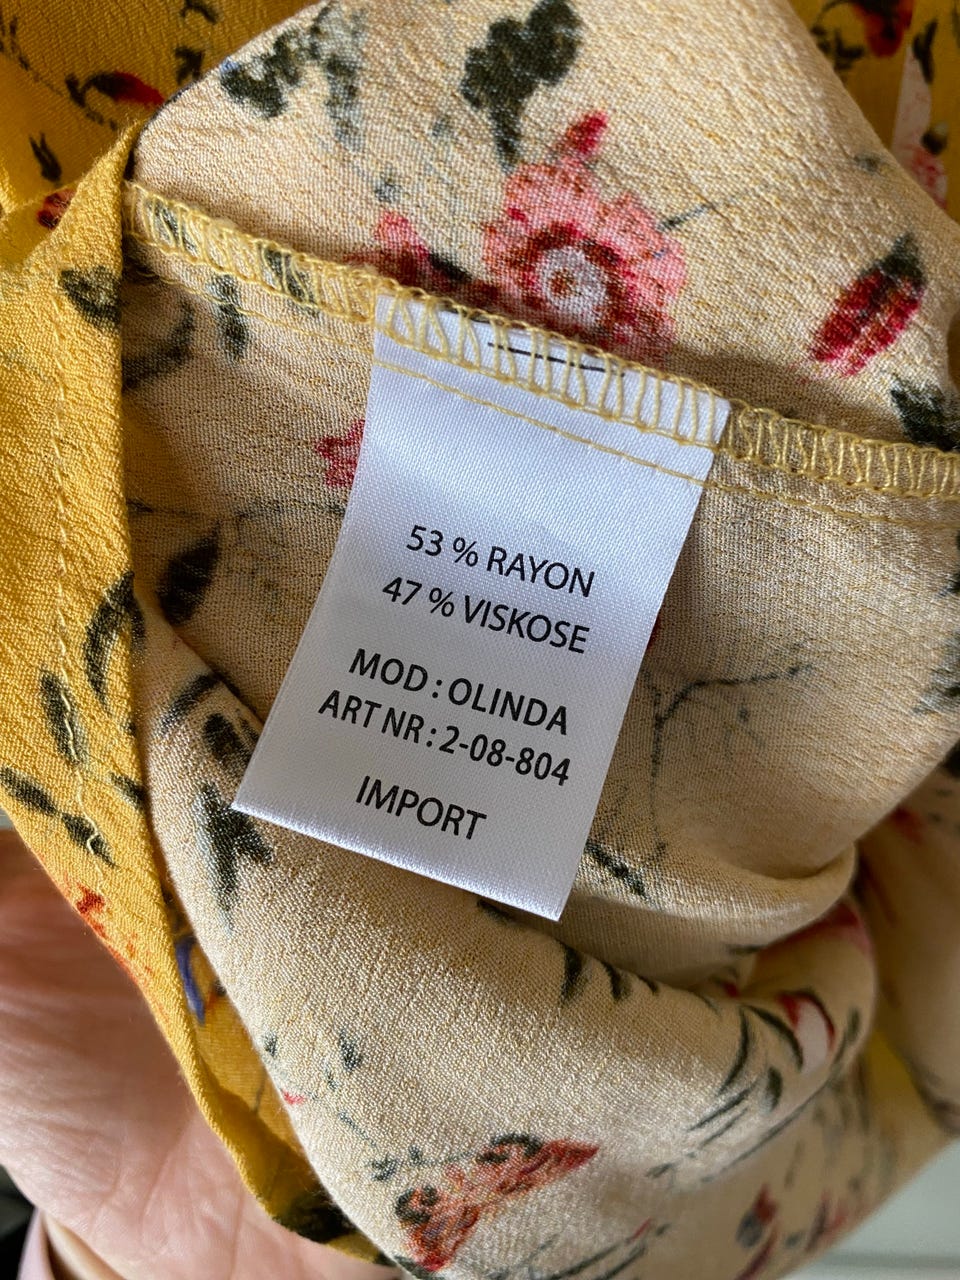 53 % RAYON
47 % VISKOSE
MOD : OLINDA
ART NR : 2-08-804
IMPORT